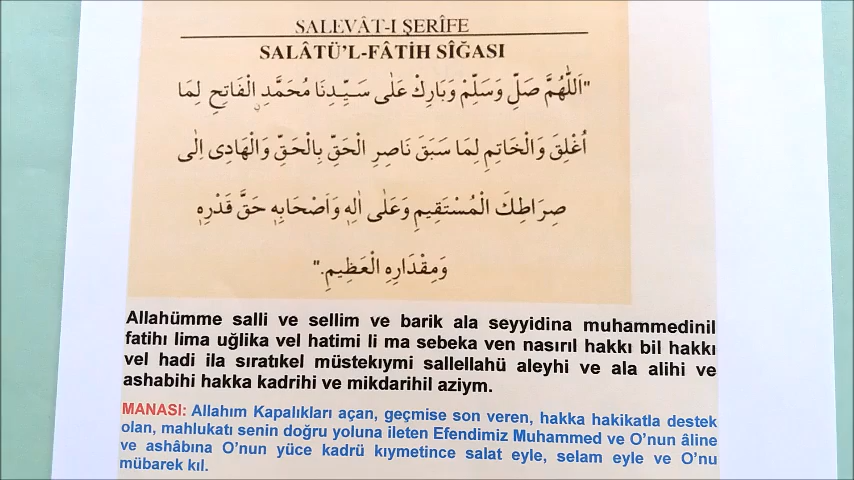 SALEVÂT-I ŞERÎFE
SALÂTÜ'L-FÂTİH SÎĞASI
"اَللّٰهُمَّ صَلِّ وَسَلِّمْ وَبَارِكْ عَلٰى سَيِّدِنَا مُحَمَّدِنِ الْفَاتِحِ لِمَا
اُغْلِقَ وَالْخَاتِمِ لِمَا سَبَقَ نَاصِرِ الْحَقِّ بِالْحَقِّ وَالْهَادِى اِلٰى
صِرَاطِكَ الْمُسْتَقِيمِ وَعَلٰى اٰلِهٖ وَاَصْحَابِهٖ حَقَّ قَدْرِهٖ
وَمِقْدَارِهِ الْعَظِيمِ."
Allahümme salli ve sellim ve barik ala seyyidina muhammedinil
fatihı lima uğlika vel hatimi li ma sebeka ven nasırıl hakkı bil hakkı
vel hadi ila sıratıkel müstekıymi sallellahü aleyhi ve ala alihi ve
ashabihi hakka kadrihi ve mikdarihil aziym.
MANASI: Allahım Kapalıkları açan, geçmise son veren, hakka hakikatla destek
olan, mahlukatı senin doğru yoluna ileten Efendimiz Muhammed ve O'nun âline
ve ashâbına O'nun yüce kadrü kıymetince salat eyle, selam eyle ve O'nu
mübarek kıl.